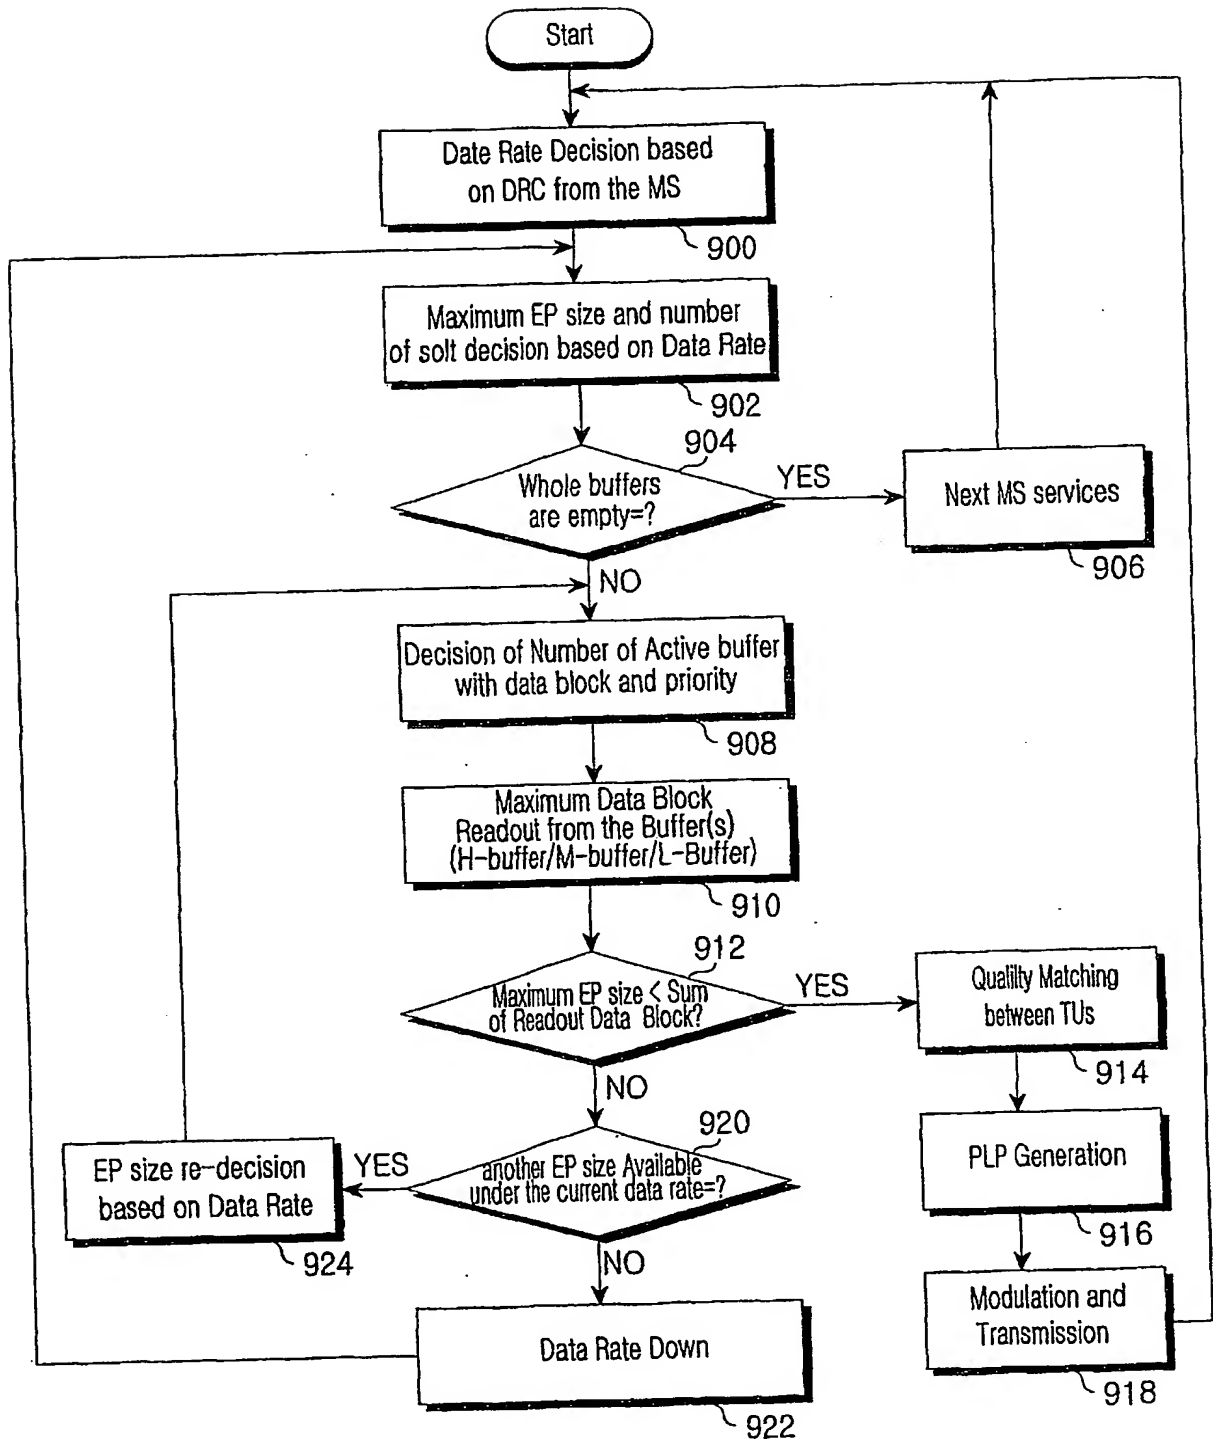 Start
Date Rate Decision based
on DRC from the MS
900
Maximum EP size and number
of solt decision based on Data Rate
902
904
Whole buffers
are empty=?
YES
Next MS services
906
NO
Decision of Number of Active buffer
with data block and priority
908
Maximum Data Block
Readout from the Buffer(s)
(H-buffer/M-buffer/L-Buffer)
910
912
Maximum EP size < Sum
of Readout Data Block?
YES
Qualilty Matching
between TUs
914
NO
PLP Generation
916
920
another EP size Available
under the current data rate=?
YES
EP size re-decision
based on Data Rate
924
NO
Modulation and
Transmission
918
Data Rate Down
922